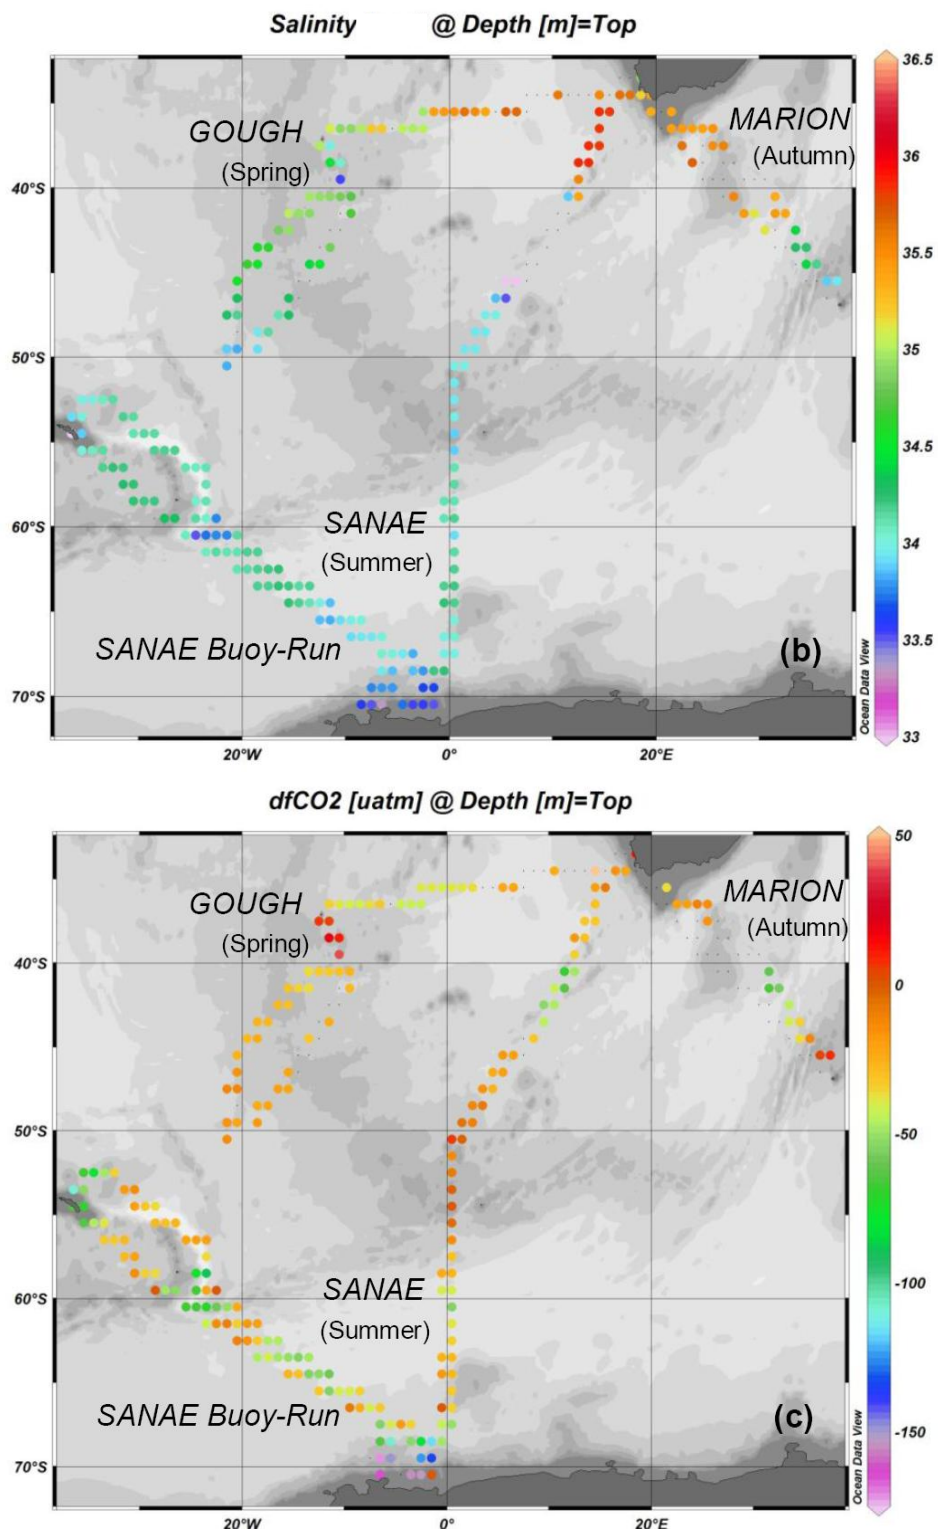 Salinity @ Depth [m]=Top
36.5
GOUGH
MARION
(Spring)
(Autumn)
36
40°S
35.5
35
50°S
34.5
SANAE
60°S
34
(Summer)
SANAE Buoy-Run
(b)
33.5
70°S
Ocean Data View
33
20°W
0°
20°E
dfCO2 [uatm] @ Depth [m]=Top
50
GOUGH
MARION
(Spring)
(Autumn)
40°S
0
50°S
-50
SANAE
60°S
-100
(Summer)
SANAE Buoy-Run
(c)
-150
70°S
Ocean Data View
20°W
0°
20°E